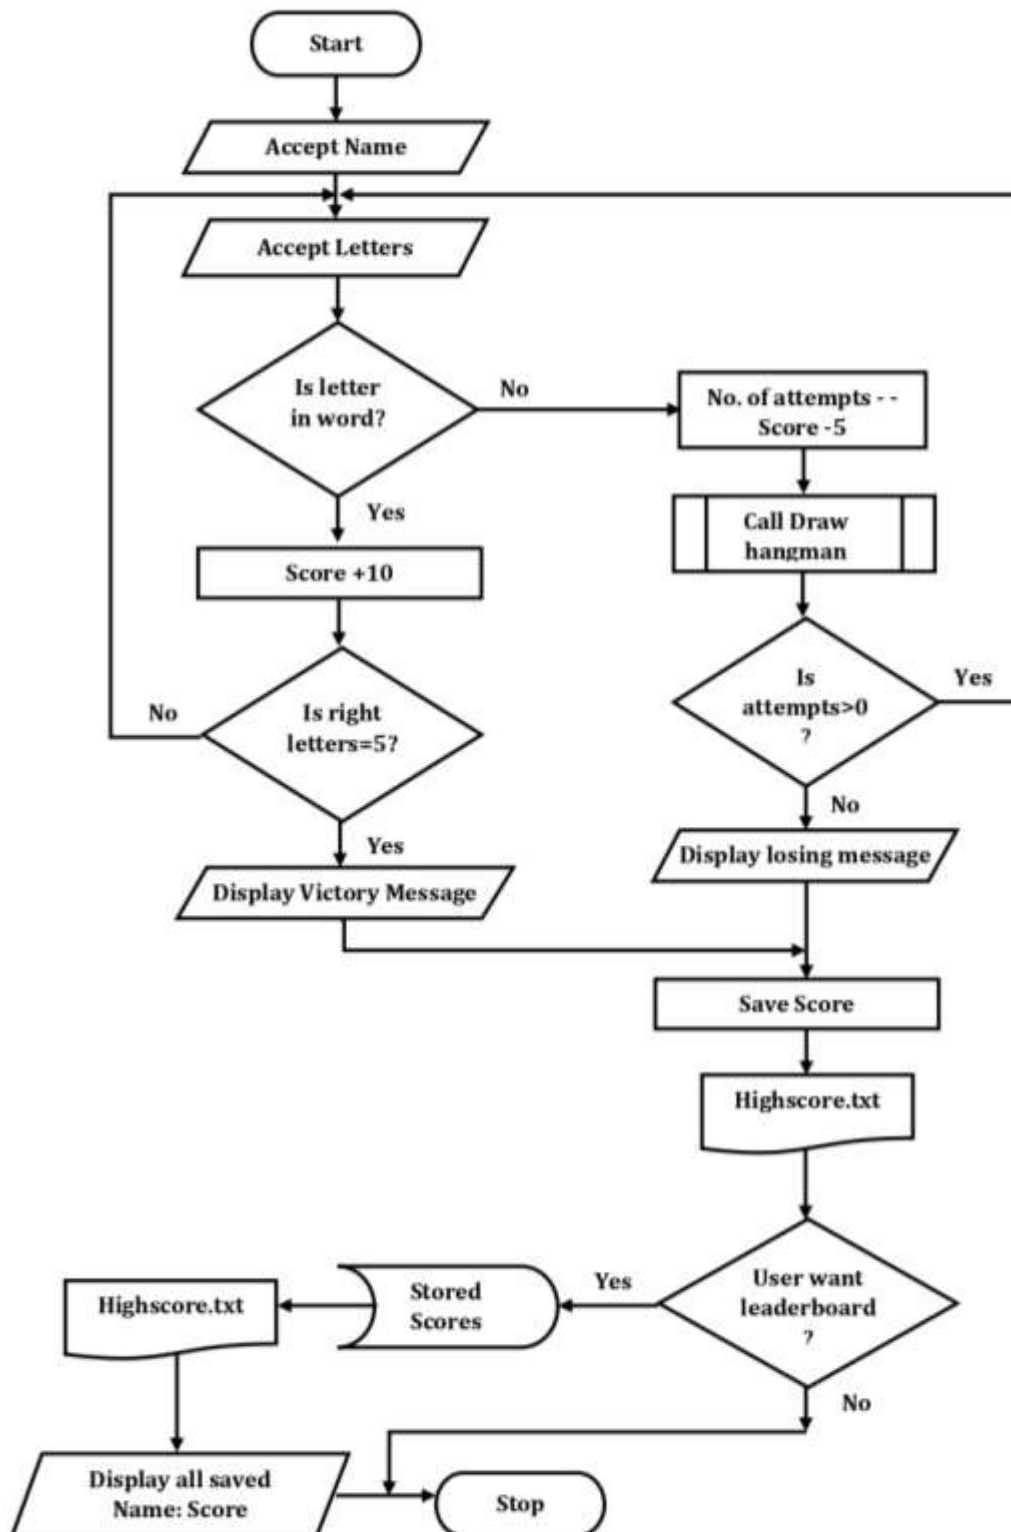 Start
Accept Name
Accept Letters
Is letter
in word?
No
No. of attempts - -
Score -5
Yes
Call Draw
hangman
Score +10
Is
attempts>0
?
Yes
No
Is right
letters=5?
No
Yes
Display losing message
Display Victory Message
Save Score
Highscore.txt
User want
leaderboard
?
Yes
Stored
Scores
Highscore.txt
No
Display all saved
Name: Score
Stop